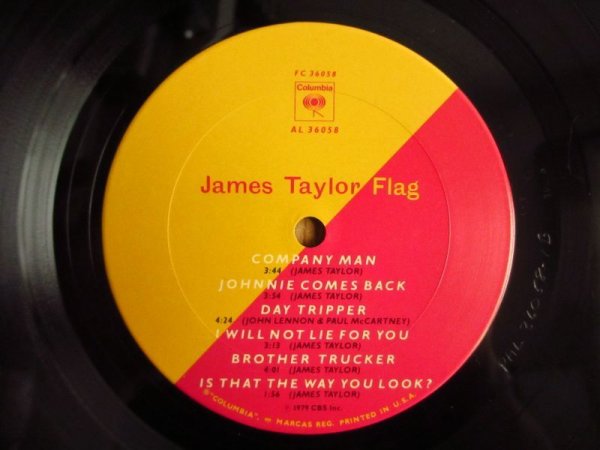 FC 36058
Columbia
AL 36058
James Taylor Flag
COMPANY MAN
3:44 (JAMES TAYLOR)
JOHNNIE COMES BACK
3:54 (JAMES TAYLOR)
DAY TRIPPER
4:24 (JOHN LENNON & PAUL McCARTNEY)
I WILL NOT LIE FOR YOU
3:13 (JAMES TAYLOR)
BROTHER TRUCKER
4:01 (JAMES TAYLOR)
IS THAT THE WAY YOU LOOK?
1:56 (JAMES TAYLOR)
℗ 1979 CBS Inc.
® "COLUMBIA", MARCAS REG. PRINTED IN U.S.A.